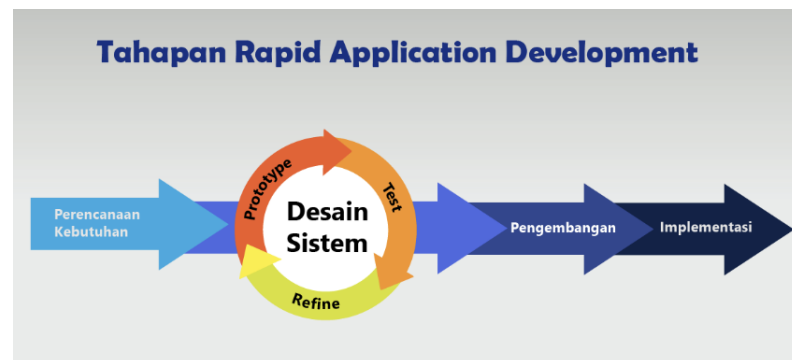 Tahapan Rapid Application Development
Perencanaan
Kebutuhan
Prototype
Test
Desain
Sistem
Refine
Pengembangan
Implementasi